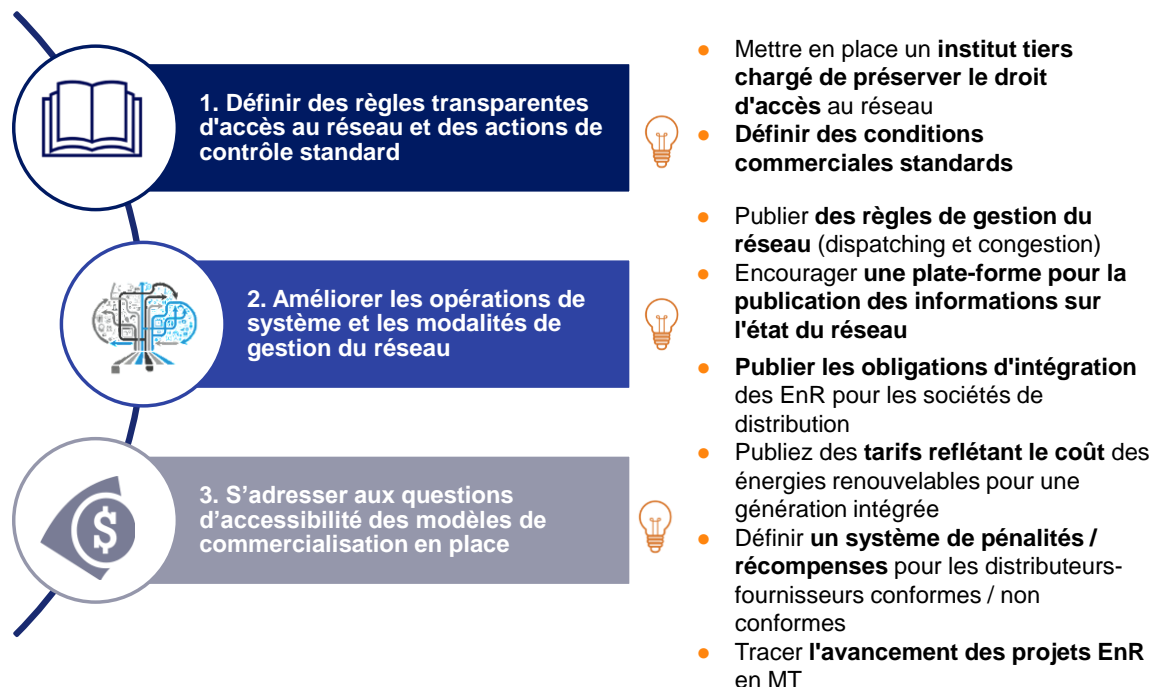 1. Définir des règles transparentes
d'accès au réseau et des actions de
contrôle standard
● Mettre en place un institut tiers
chargé de préserver le droit
d'accès au réseau
● Définir des conditions
commerciales standards
2. Améliorer les opérations de
système et les modalités de
gestion du réseau
● Publier des règles de gestion du
réseau (dispatching et congestion)
● Encourager une plate-forme pour la
publication des informations sur
l'état du réseau
3. S’adresser aux questions
d’accessibilité des modèles de
commercialisation en place
$
● Publier les obligations d'intégration
des EnR pour les sociétés de
distribution
● Publiez des tarifs reflétant le coût des
énergies renouvelables pour une
génération intégrée
● Définir un système de pénalités /
récompenses pour les distributeurs-
fournisseurs conformes / non
conformes
● Tracer l'avancement des projets EnR
en MT